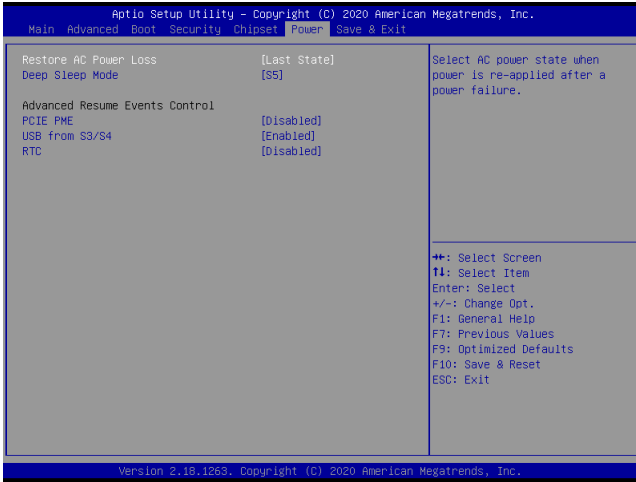 Aptio Setup Utility – Copyright (C) 2020 American Megatrends, Inc.
Main Advanced Boot Security Chipset Power Save & Exit
Restore AC Power Loss [Last State]
Deep Sleep Mode [S5]
Advanced Resume Events Control
PCIE PME [Disabled]
USB from S3/S4 [Enabled]
RTC [Disabled]
Select AC power state when
power is re-applied after a
power failure.
→←: Select Screen
↑↓: Select Item
Enter: Select
+/-: Change Opt.
F1: General Help
F7: Previous Values
F9: Optimized Defaults
F10: Save & Reset
ESC: Exit
Version 2.18.1263. Copyright (C) 2020 American Megatrends, Inc.